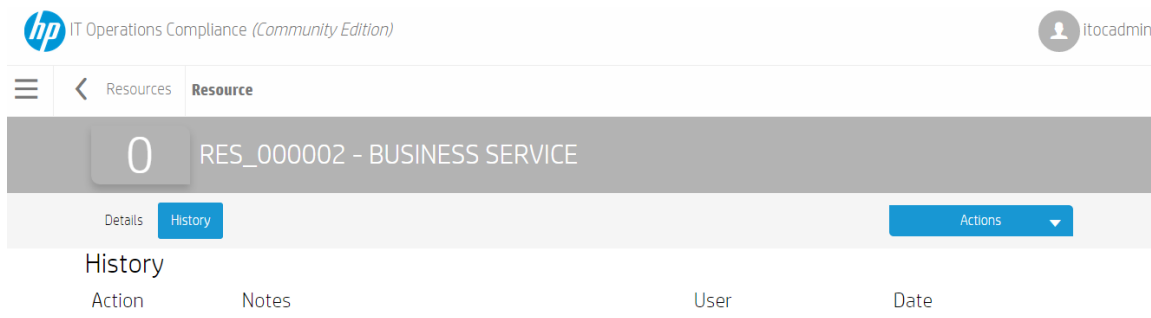 hp IT Operations Compliance (Community Edition) itocadmin
Resources Resource
0 RES_000002 - BUSINESS SERVICE
Details History Actions
History
Action Notes User Date